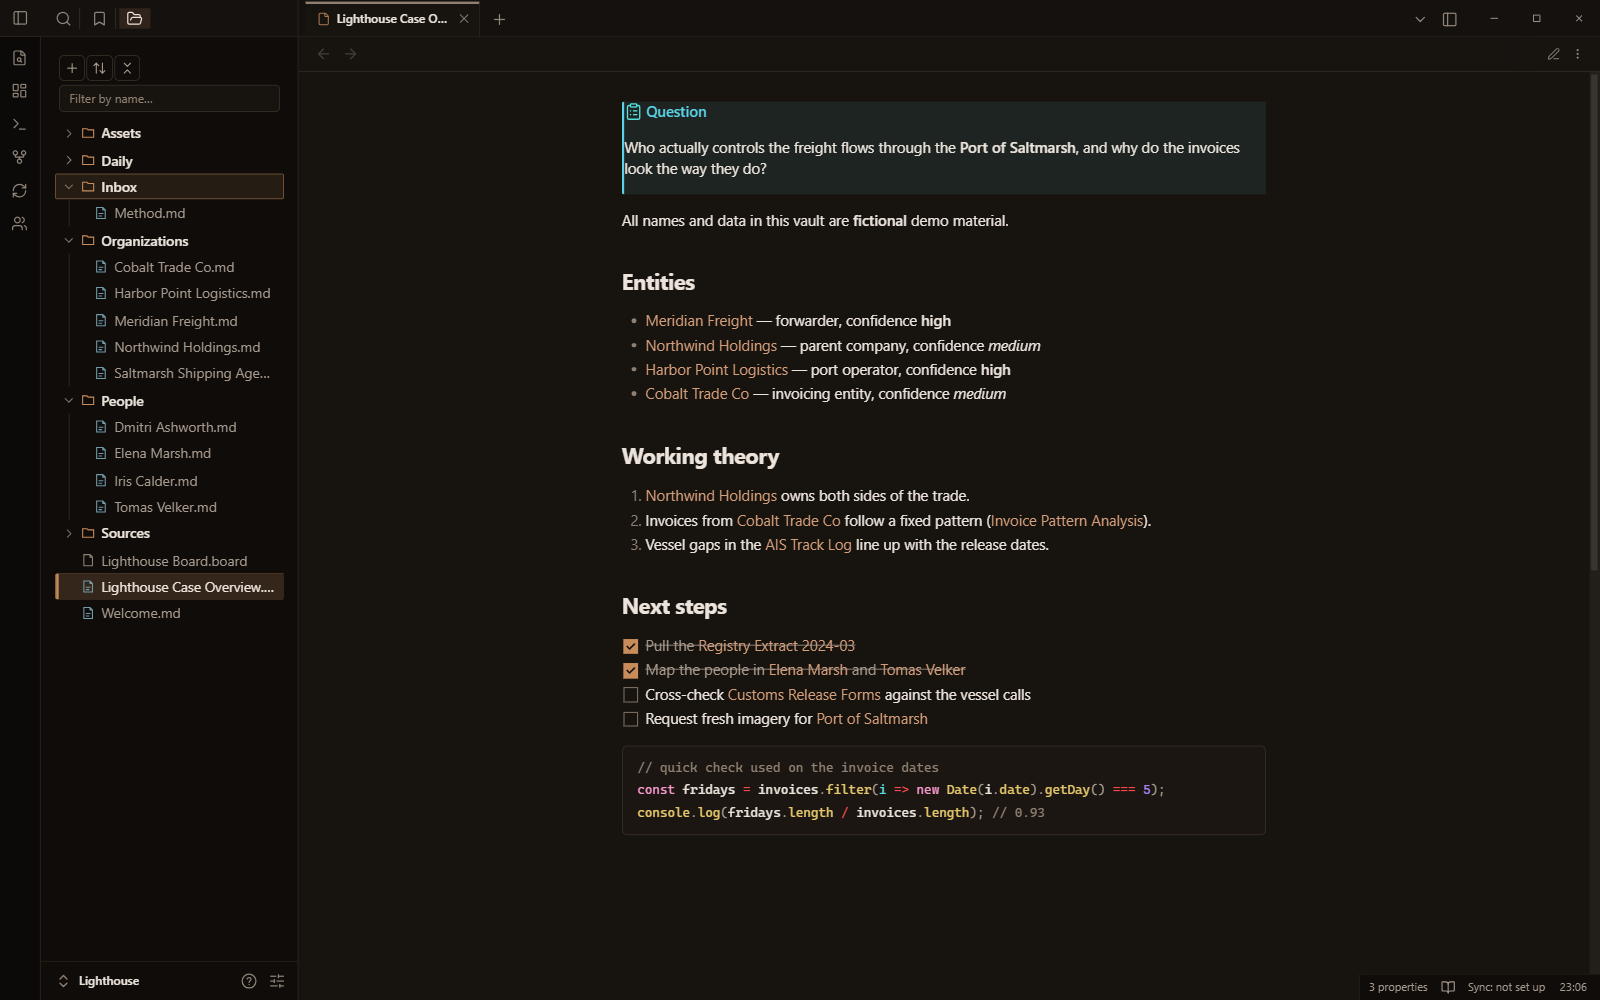 Lighthouse Case O...
Filter by name...
Assets
Daily
Inbox
Method.md
Organizations
Cobalt Trade Co.md
Harbor Point Logistics.md
Meridian Freight.md
Northwind Holdings.md
Saltmarsh Shipping Age...
People
Dmitri Ashworth.md
Elena Marsh.md
Iris Calder.md
Tomas Velker.md
Sources
Lighthouse Board.board
Lighthouse Case Overview....
Welcome.md
Lighthouse
Question
Who actually controls the freight flows through the Port of Saltmarsh, and why do the invoices
look the way they do?
All names and data in this vault are fictional demo material.
Entities
• Meridian Freight — forwarder, confidence high
• Northwind Holdings — parent company, confidence medium
• Harbor Point Logistics — port operator, confidence high
• Cobalt Trade Co — invoicing entity, confidence medium
Working theory
1. Northwind Holdings owns both sides of the trade.
2. Invoices from Cobalt Trade Co follow a fixed pattern (Invoice Pattern Analysis).
3. Vessel gaps in the AIS Track Log line up with the release dates.
Next steps
Pull the Registry Extract 2024-03
Map the people in Elena Marsh and Tomas Velker
Cross-check Customs Release Forms against the vessel calls
Request fresh imagery for Port of Saltmarsh
// quick check used on the invoice dates
const fridays = invoices.filter(i => new Date(i.date).getDay() === 5);
console.log(fridays.length / invoices.length); // 0.93
3 properties
Sync: not set up
23:06